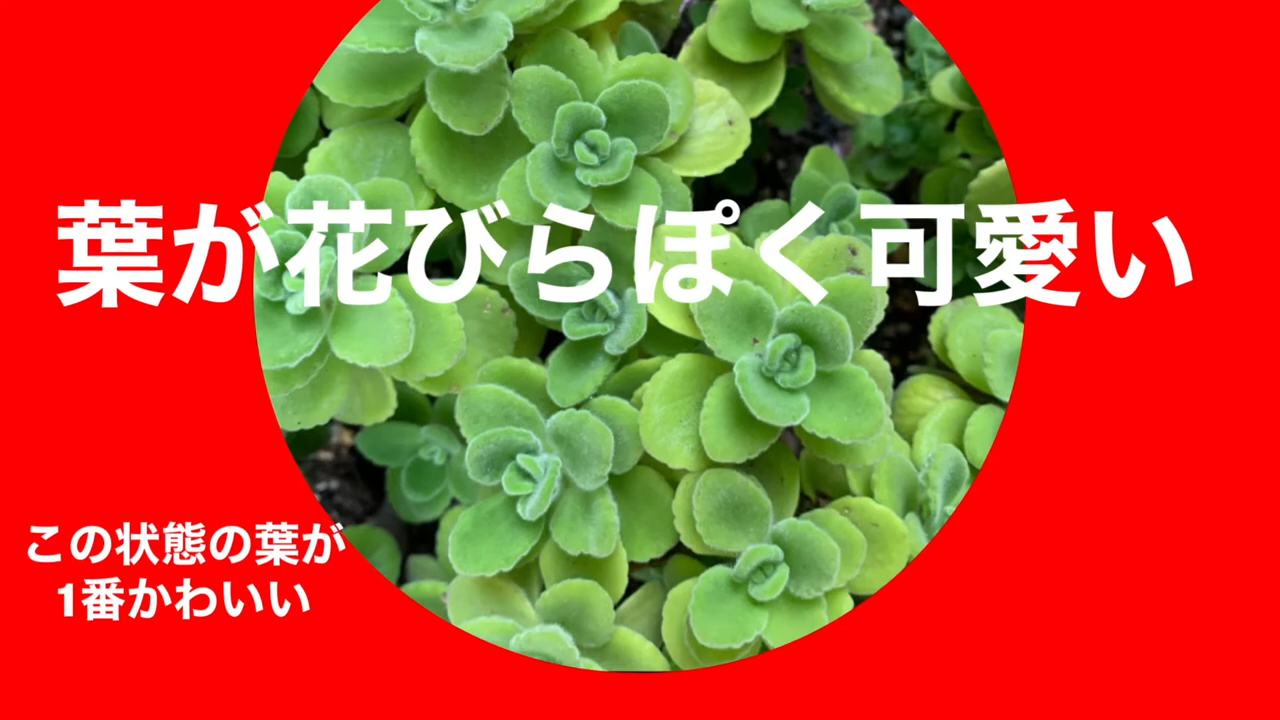 葉が花びらぽく可愛い
この状態の葉が
1番かわいい